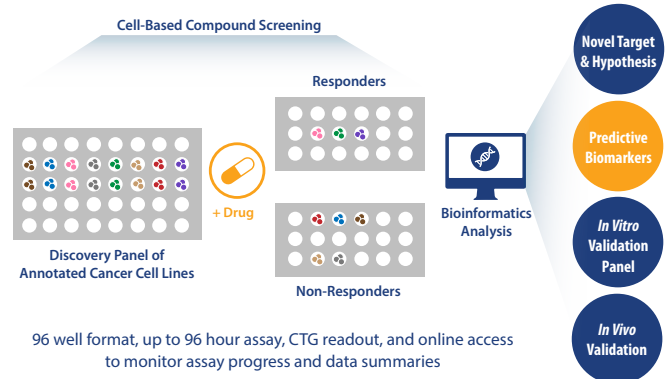 Cell-Based Compound Screening
Responders
+ Drug
Discovery Panel of
Annotated Cancer Cell Lines
Non-Responders
Bioinformatics
Analysis
Novel Target
& Hypothesis
Predictive
Biomarkers
In Vitro
Validation
Panel
In Vivo
Validation
96 well format, up to 96 hour assay, CTG readout, and online access
to monitor assay progress and data summaries